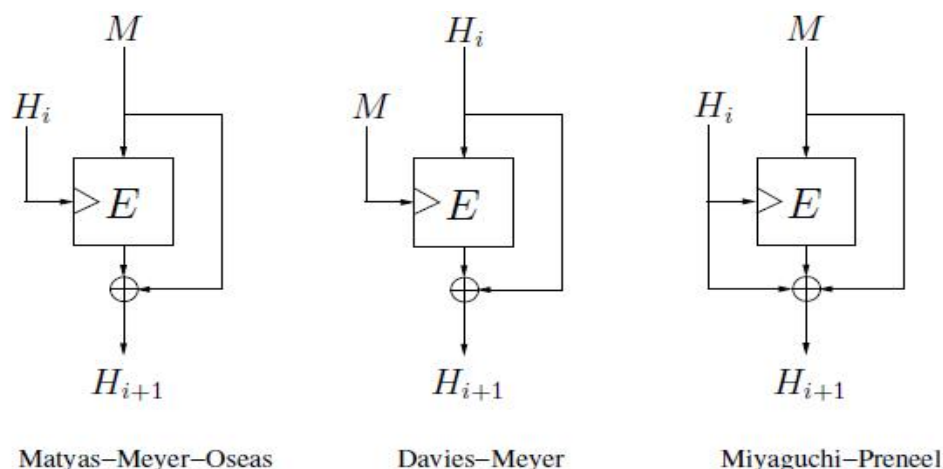 M
H_i
E
H_{i+1}
Matyas–Meyer–Oseas
H_i
M
E
H_{i+1}
Davies–Meyer
M
H_i
E
H_{i+1}
Miyaguchi–Preneel